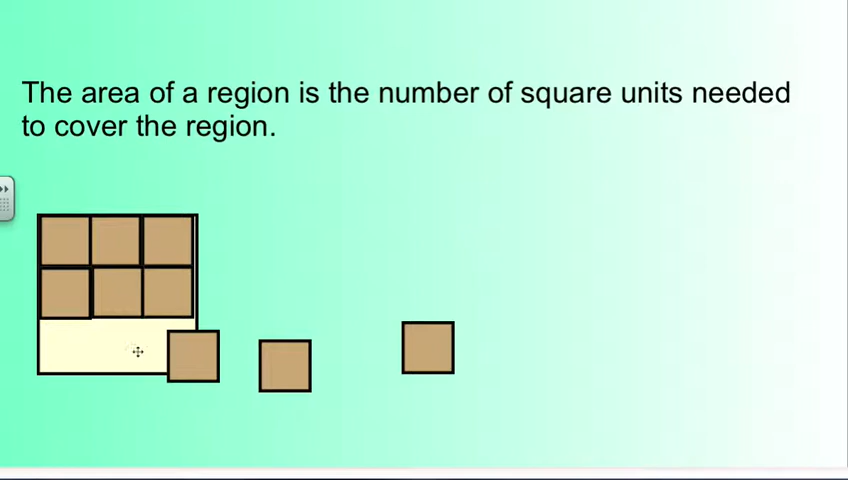 The area of a region is the number of square units needed
to cover the region.